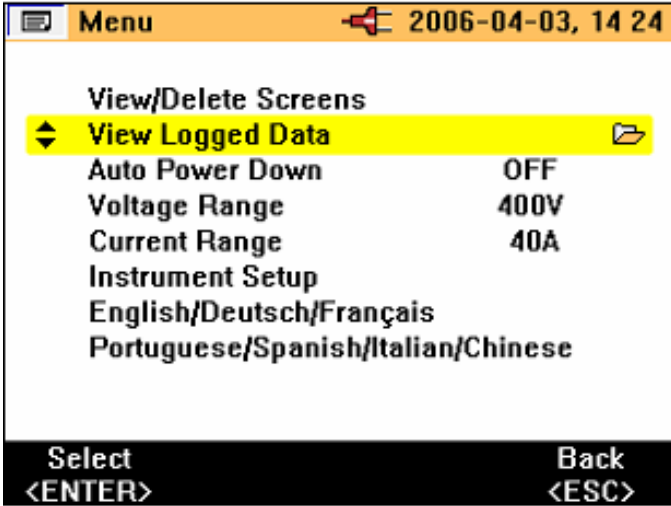 Menu 2006-04-03, 14 24
View/Delete Screens
View Logged Data
Auto Power Down OFF
Voltage Range 400V
Current Range 40A
Instrument Setup
English/Deutsch/Français
Portuguese/Spanish/Italian/Chinese
Select Back
<ENTER> <ESC>